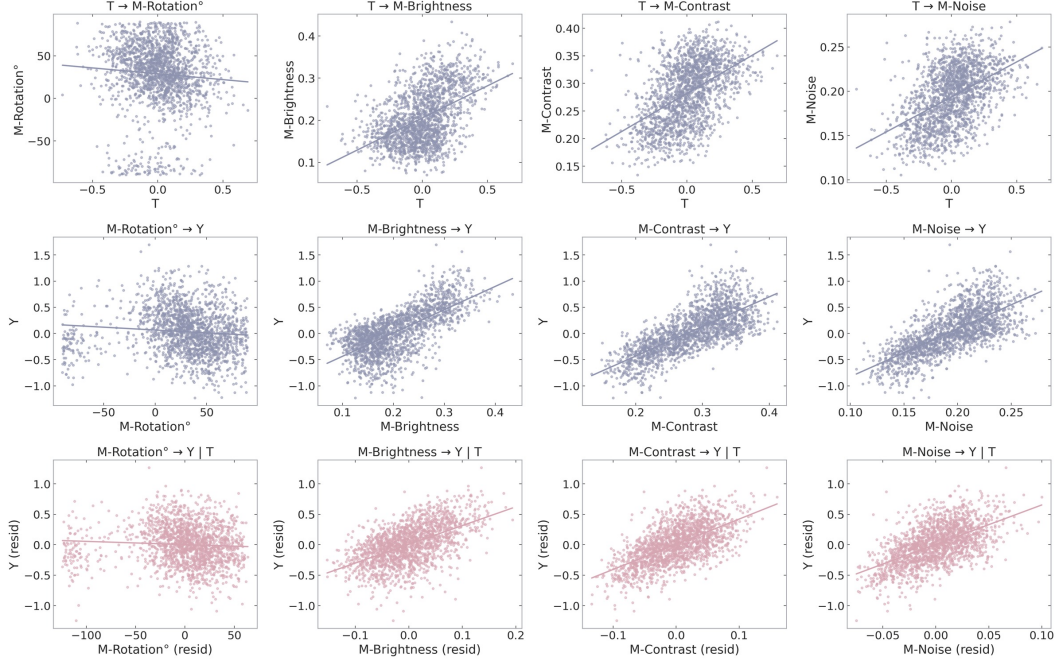 T → M-Rotation°
T → M-Brightness
T → M-Contrast
T → M-Noise
M-Rotation°
50
0
−50
−0.5
0.0
0.5
T
M-Brightness
0.4
0.3
0.2
0.1
−0.5
0.0
0.5
T
M-Contrast
0.40
0.35
0.30
0.25
0.20
0.15
−0.5
0.0
0.5
T
M-Noise
0.25
0.20
0.15
0.10
−0.5
0.0
0.5
T
M-Rotation° → Y
M-Brightness → Y
M-Contrast → Y
M-Noise → Y
Y
1.5
1.0
0.5
0.0
−0.5
−1.0
−50
0
50
M-Rotation°
Y
1.5
1.0
0.5
0.0
−0.5
−1.0
0.1
0.2
0.3
0.4
M-Brightness
Y
1.5
1.0
0.5
0.0
−0.5
−1.0
0.2
0.3
0.4
M-Contrast
Y
1.5
1.0
0.5
0.0
−0.5
−1.0
0.10
0.15
0.20
0.25
M-Noise
M-Rotation° → Y | T
M-Brightness → Y | T
M-Contrast → Y | T
M-Noise → Y | T
Y (resid)
1.0
0.5
0.0
−0.5
−1.0
−100
−50
0
50
M-Rotation° (resid)
Y (resid)
1.0
0.5
0.0
−0.5
−1.0
−0.1
0.0
0.1
0.2
M-Brightness (resid)
Y (resid)
1.0
0.5
0.0
−0.5
−1.0
−0.1
0.0
0.1
M-Contrast (resid)
Y (resid)
1.0
0.5
0.0
−0.5
−1.0
−0.05
0.00
0.05
0.10
M-Noise (resid)